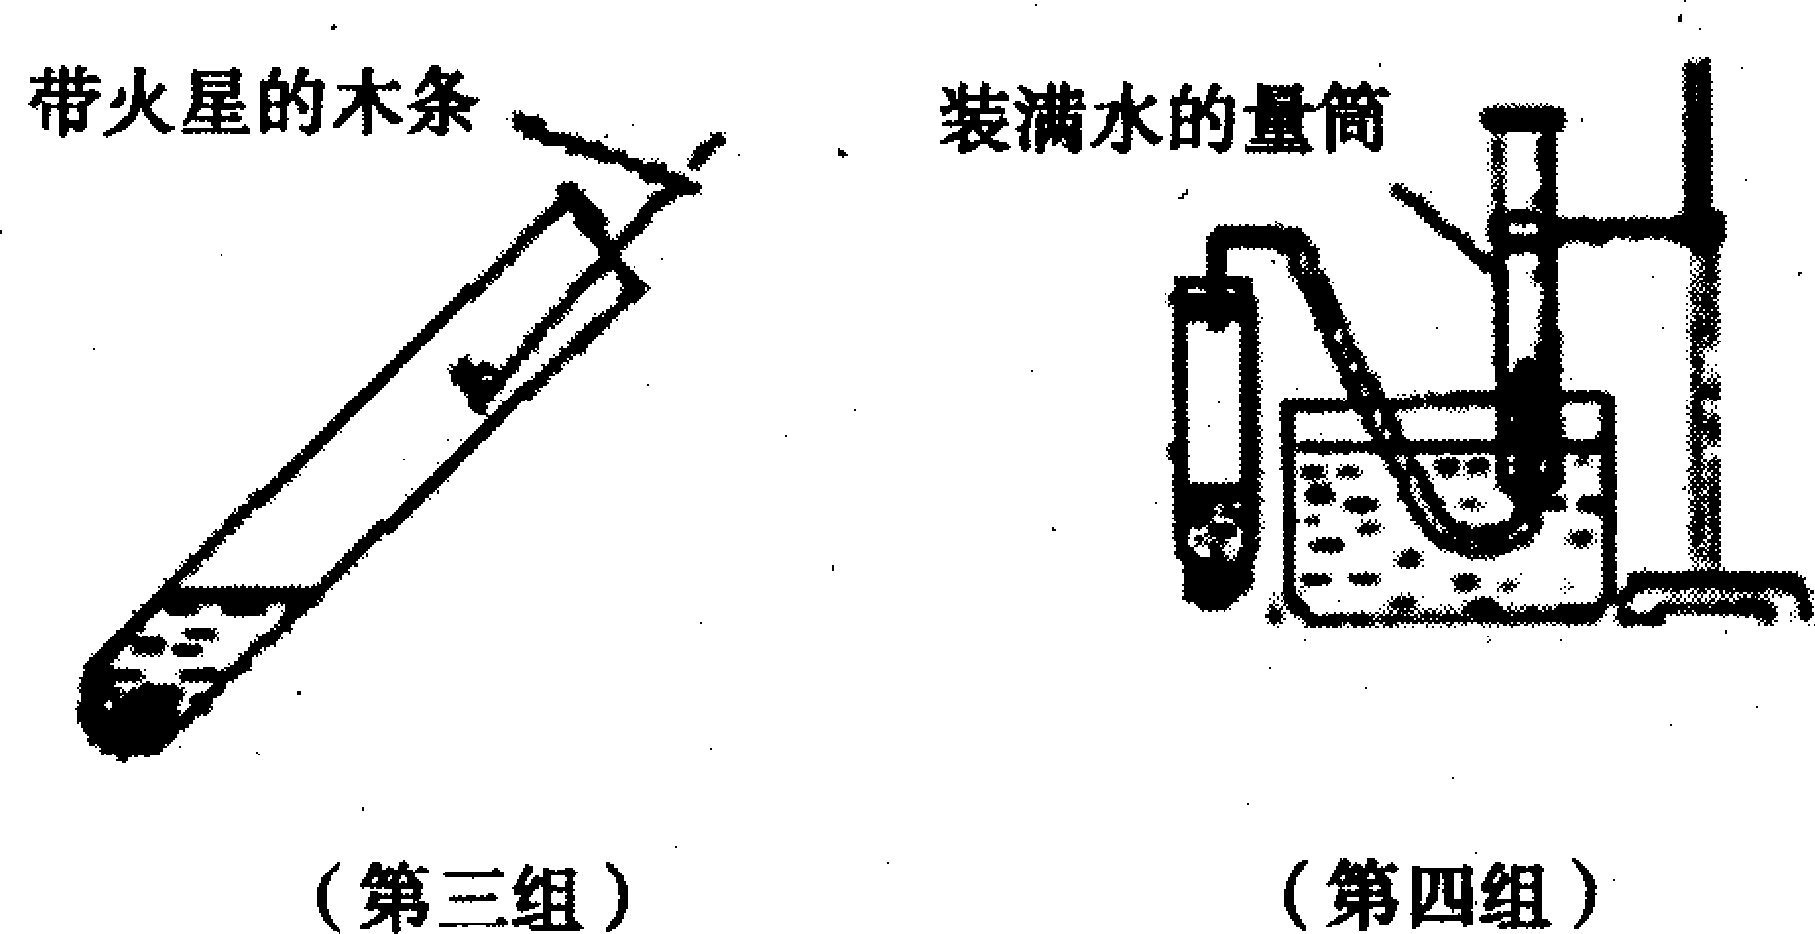 带火星的木条
装满水的量筒
（第三组）
（第四组）